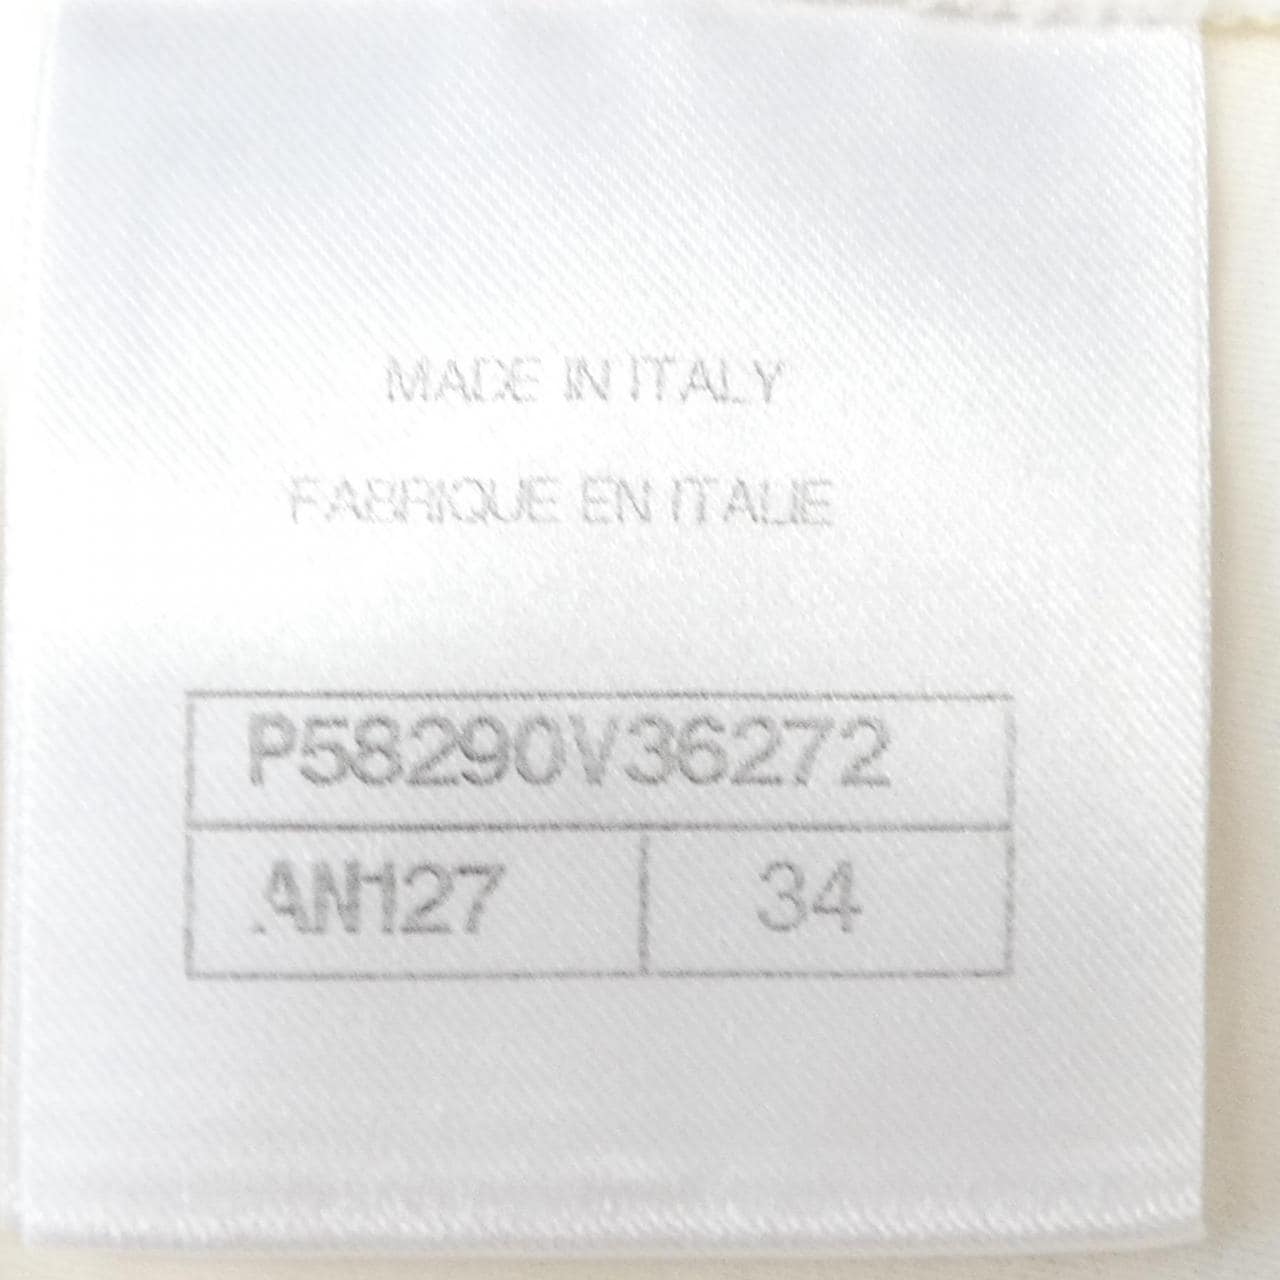 MADE IN ITALY
FABRIQUE EN ITALIE
P58290V36272
AN127 34